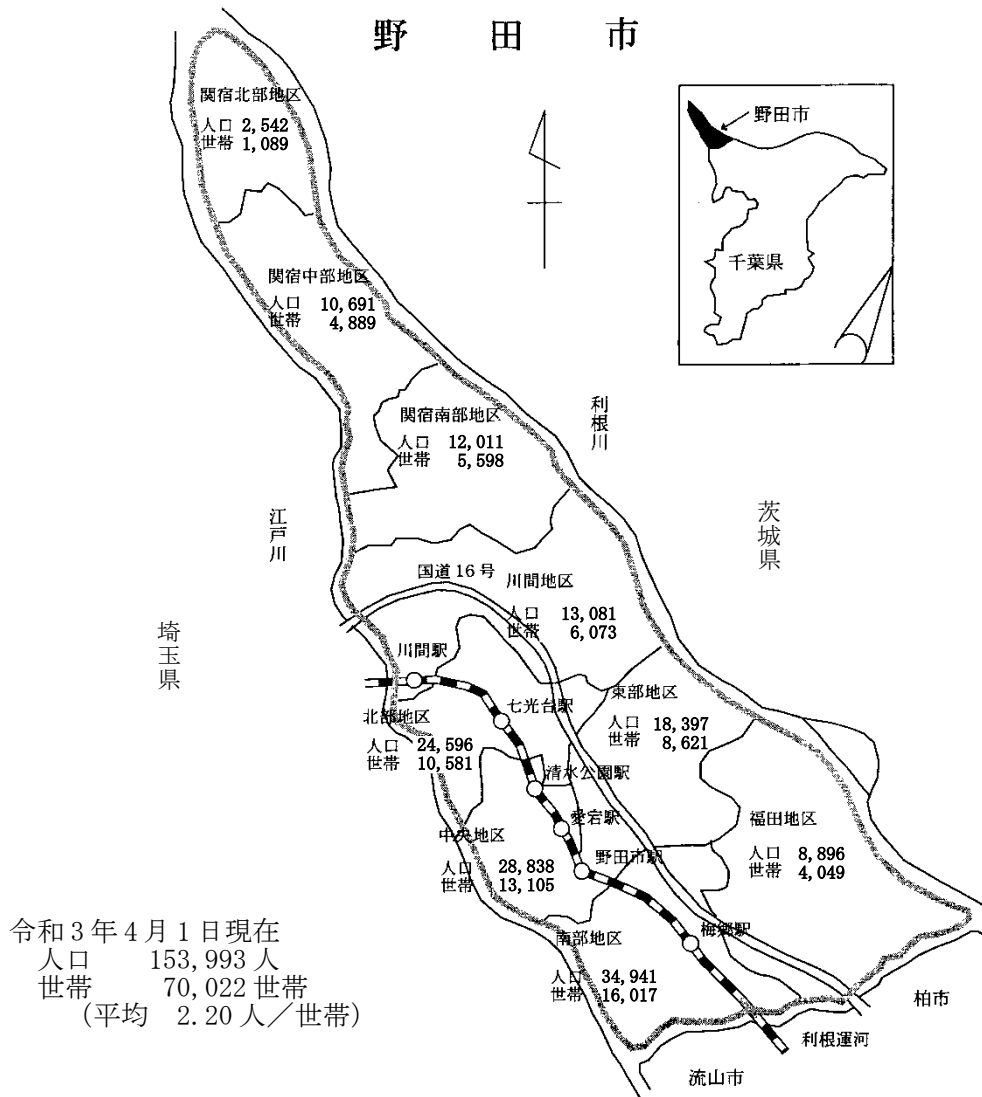 野田市
関宿北部地区
人口 2,542
世帯 1,089
野田市
千葉県
関宿中部地区
人口 10,691
世帯 4,889
関宿南部地区
人口 12,011
世帯 5,598
利根川
江戸川
茨城県
埼玉県
国道16号
川間地区
人口 13,081
世帯 6,073
川間駅
七光台駅
東部地区
人口 18,397
世帯 8,621
北部地区
人口 24,596
世帯 10,581
清水公園駅
愛宕駅
中央地区
人口 28,838
世帯 13,105
野田市駅
福田地区
人口 8,896
世帯 4,049
梅郷駅
南部地区
人口 34,941
世帯 16,017
令和3年4月1日現在
人口 153,993人
世帯 70,022世帯
(平均 2.20人/世帯)
柏市
利根運河
流山市